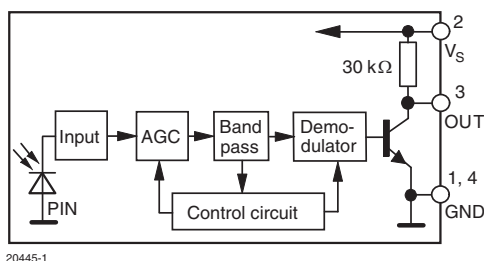 2
V_S
30 kΩ
3
OUT
Input
AGC
Band
pass
Demo-
dulator
1, 4
GND
PIN
Control circuit
20445-1